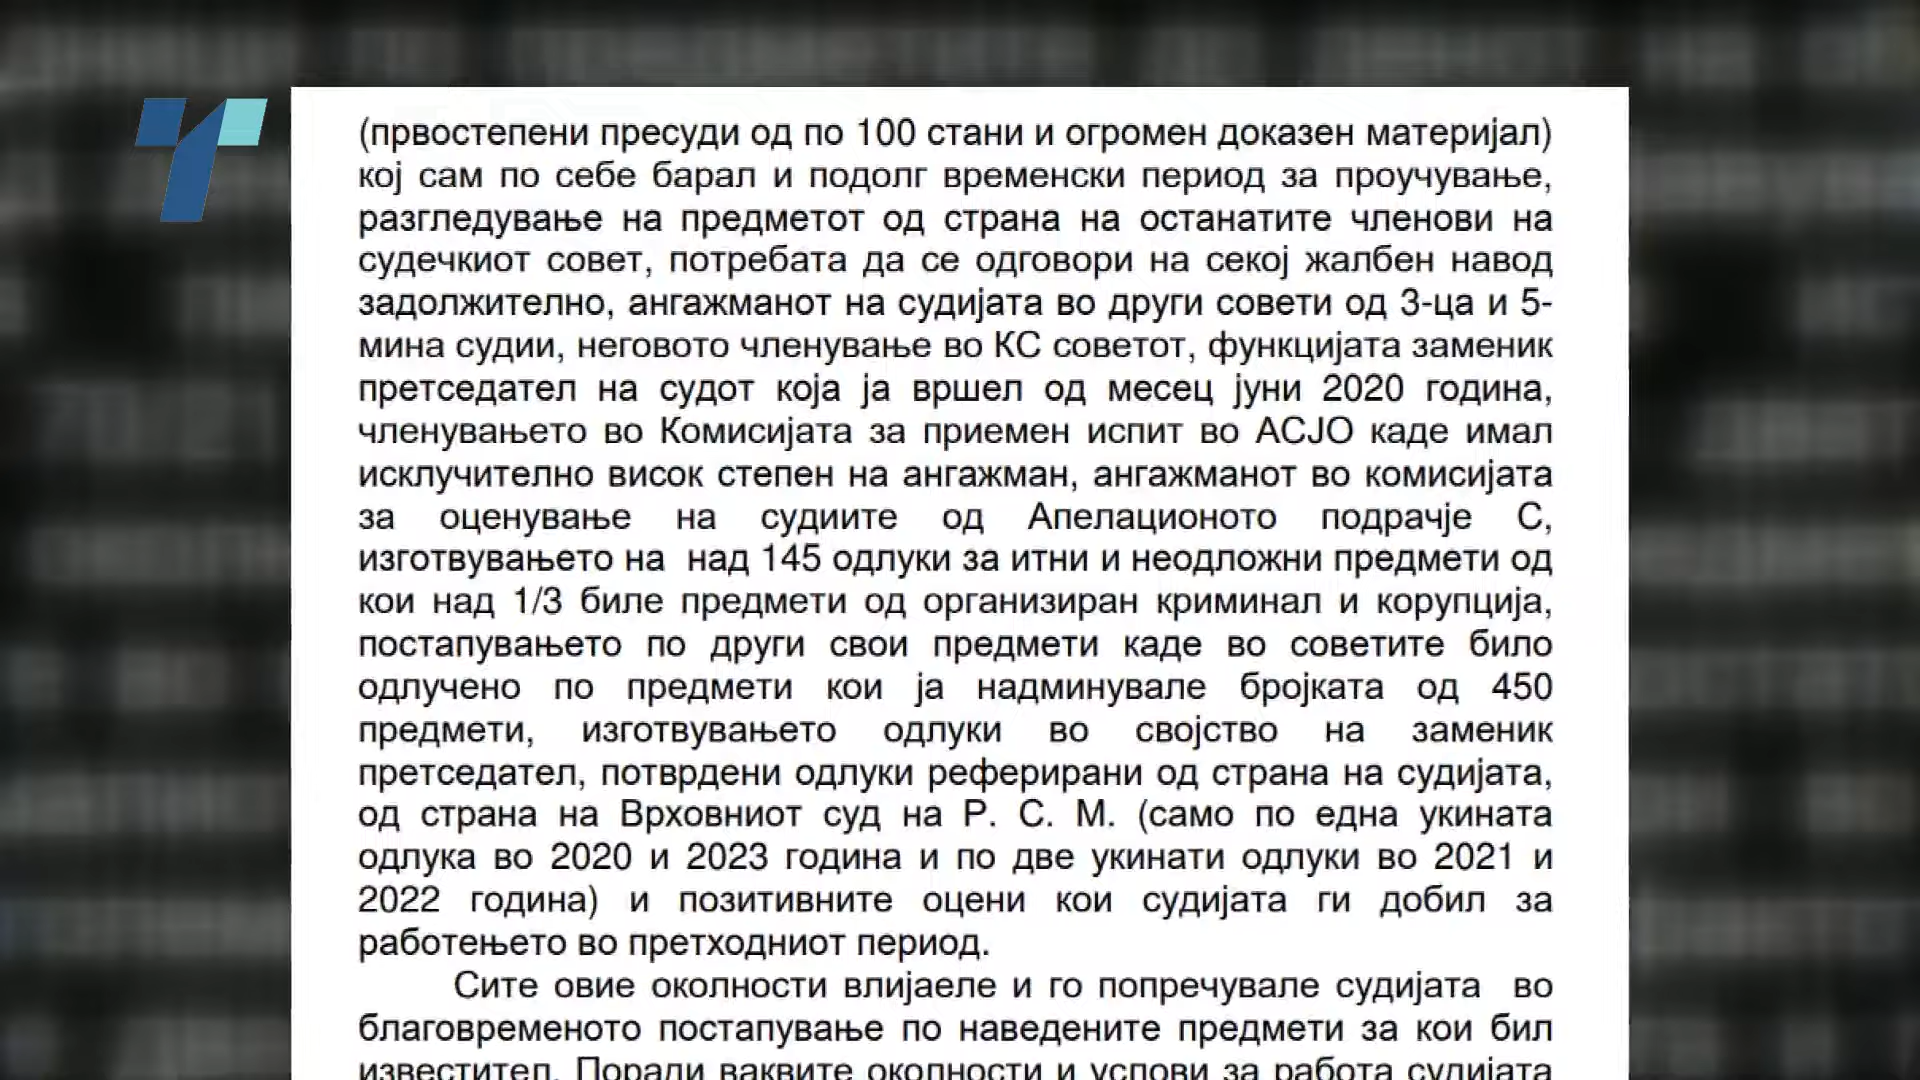 (првостепени пресуди од по 100 стани и огромен доказен материјал)
кој сам по себе барал и подолг временски период за проучување,
разгледување на предметот од страна на останатите членови на
судечкиот совет, потребата да се одговори на секој жалбен навод
задолжително, ангажманот на судијата во други совети од 3-ца и 5-
мина судии, неговото членување во КС советот, функцијата заменик
претседател на судот која ја вршел од месец јуни 2020 година,
членувањето во Комисијата за приемен испит во АСЈО каде имал
исклучително висок степен на ангажман, ангажманот во комисијата
за оценување на судиите од Апелационото подрачје С,
изготвувањето на над 145 одлуки за итни и неодложни предмети од
кои над 1/3 биле предмети од организиран криминал и корупција,
постапувањето по други свои предмети каде во советите било
одлучено по предмети кои ја надминувале бројката од 450
предмети, изготвувањето одлуки во својство на заменик
претседател, потврдени одлуки реферирани од страна на судијата,
од страна на Врховниот суд на Р. С. М. (само по една укината
одлука во 2020 и 2023 година и по две укинати одлуки во 2021 и
2022 година) и позитивните оцени кои судијата ги добил за
работењето во претходниот период.
Сите овие околности влијаеле и го попречувале судијата во
благовременото постапување по наведените предмети за кои бил
известител. Поради ваквите околности и услови за работа судијата